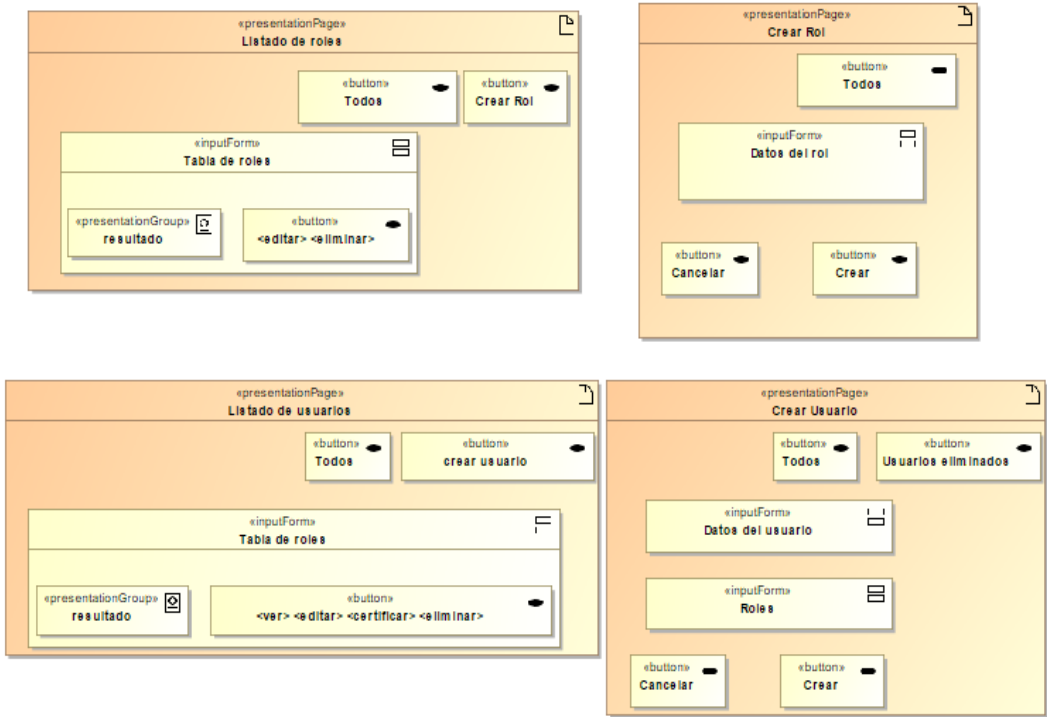 «presentationPage»
Listado de roles
«button»
Todos
«button»
Crear Rol
«inputForm»
Tabla de roles
«presentationGroup»
resultado
«button»
<editar> <eliminar>
«presentationPage»
Crear Rol
«button»
Todos
«inputForm»
Datos del rol
«button»
Cancelar
«button»
Crear
«presentationPage»
Listado de usuarios
«button»
Todos
«button»
crear usuario
«inputForm»
Tabla de roles
«presentationGroup»
resultado
«button»
<ver> <editar> <certificar> <eliminar>
«presentationPage»
Crear Usuario
«button»
Todos
«button»
Usuarios eliminados
«inputForm»
Datos del usuario
«inputForm»
Roles
«button»
Cancelar
«button»
Crear